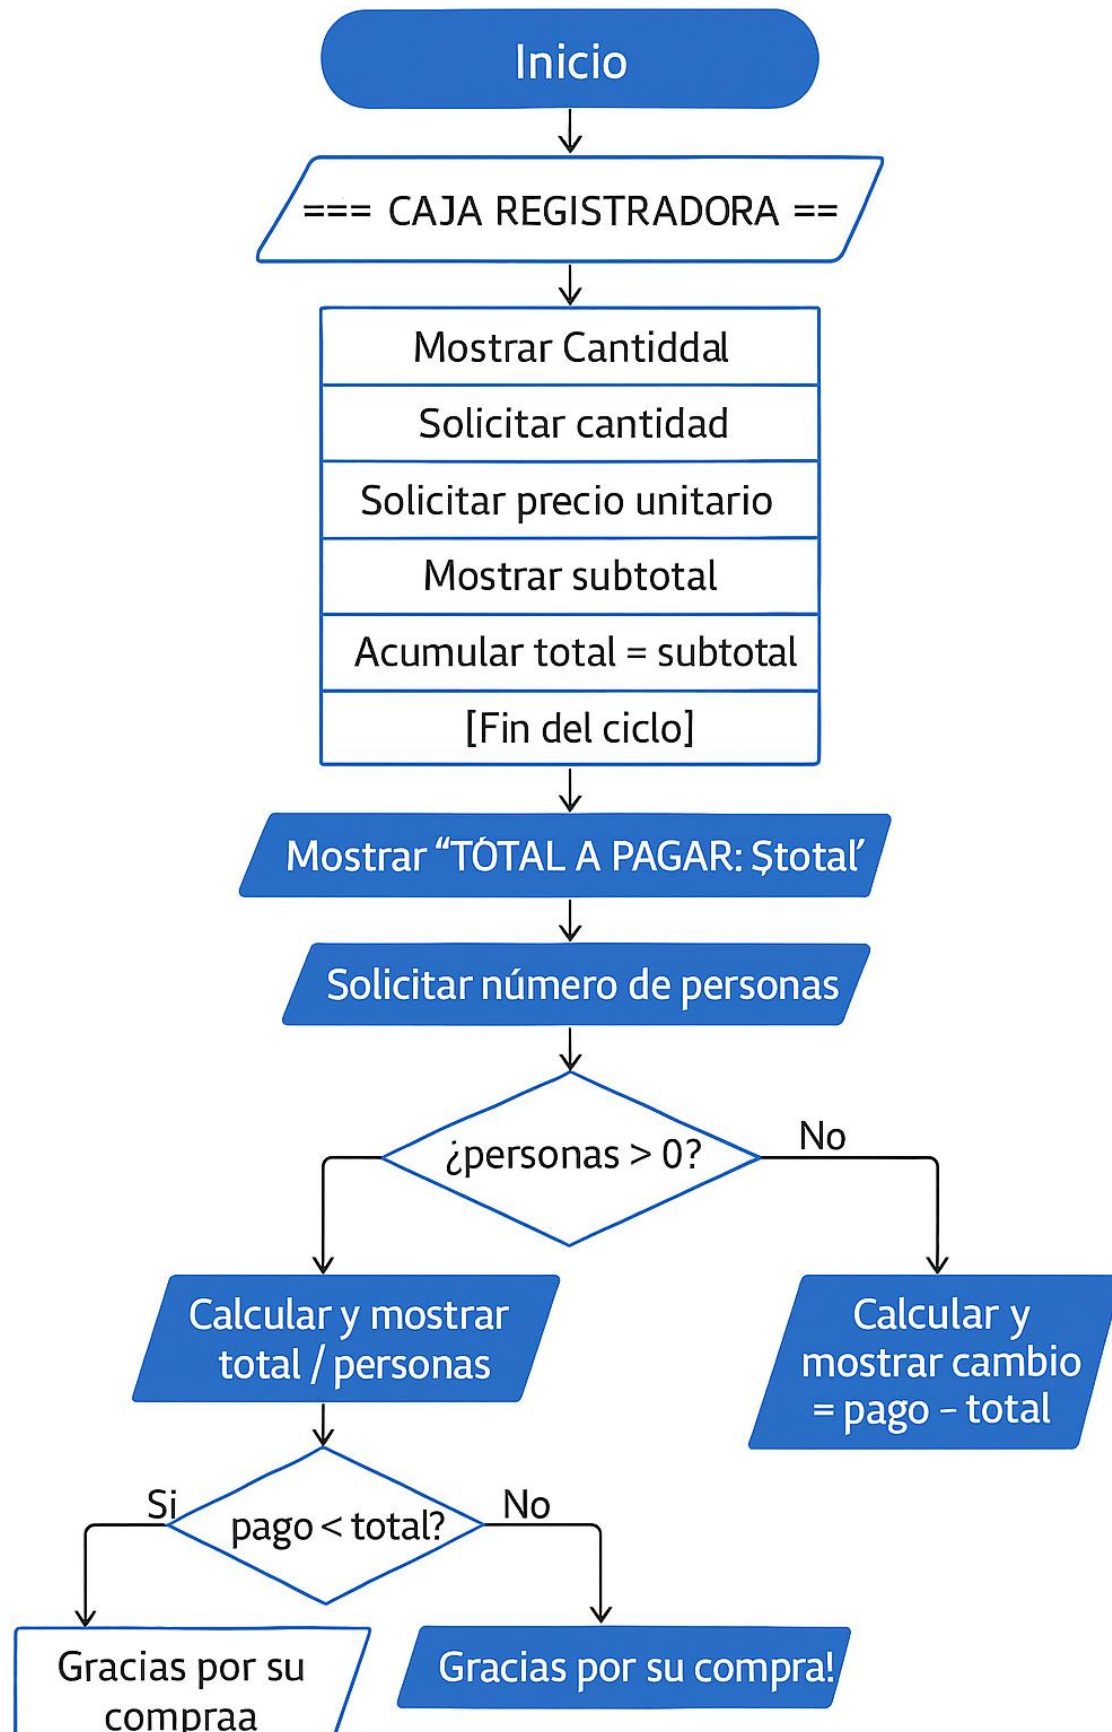 Inicio
=== CAJA REGISTRADORA ==
Mostrar Cantiddal
Solicitar cantidad
Solicitar precio unitario
Mostrar subtotal
Acumular total = subtotal
[Fin del ciclo]
Mostrar “TÓTAL A PAGAR: Ștotal’
Solicitar número de personas
¿personas > 0?
No
Calcular y mostrar
total / personas
Calcular y
mostrar cambio
= pago – total
Si
pago < total?
No
Gracias por su
compraa
Gracias por su compra!